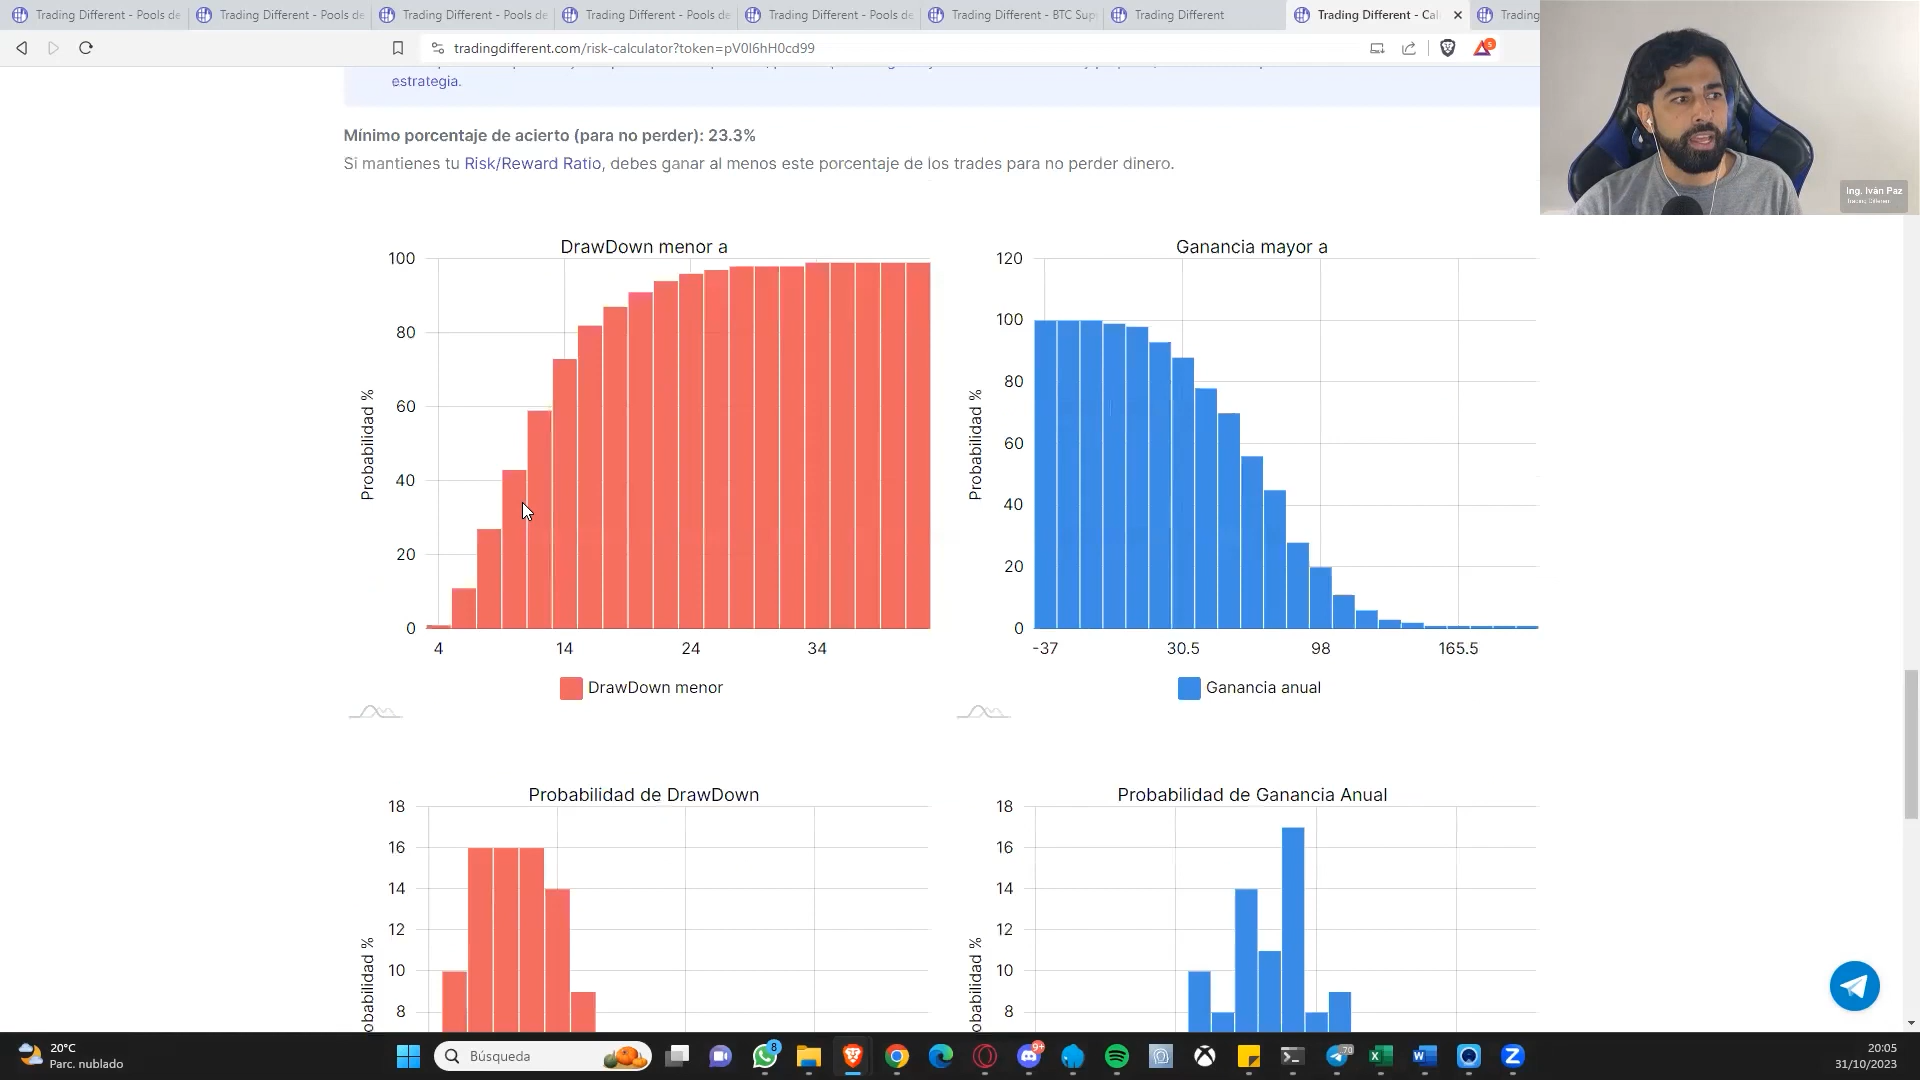 Trading Different - Pools de
Trading Different - Pools de
Trading Different - Pools de
Trading Different - Pools de
Trading Different - Pools de
Trading Different - BTC Sup
Trading Different
Trading Different - Cal
Trading
tradingdifferent.com/risk-calculator?token=pV0l6hH0cd99
5
estrategia.
Ing. Iván Paz
Mínimo porcentaje de acierto (para no perder): 23.3%
Si mantienes tu Risk/Reward Ratio, debes ganar al menos este porcentaje de los trades para no perder dinero.
DrawDown menor a
100
80
60
40
20
0
Probabilidad %
4 14 24 34
DrawDown menor
Ganancia mayor a
120
100
80
60
40
20
0
Probabilidad %
-37 30.5 98 165.5
Ganancia anual
Probabilidad de DrawDown
18
16
14
12
10
8
Probabilidad de Ganancia Anual
18
16
14
12
10
8
20°C
Parc. nublado
Búsqueda
8
9+
70
20:05
31/10/2023